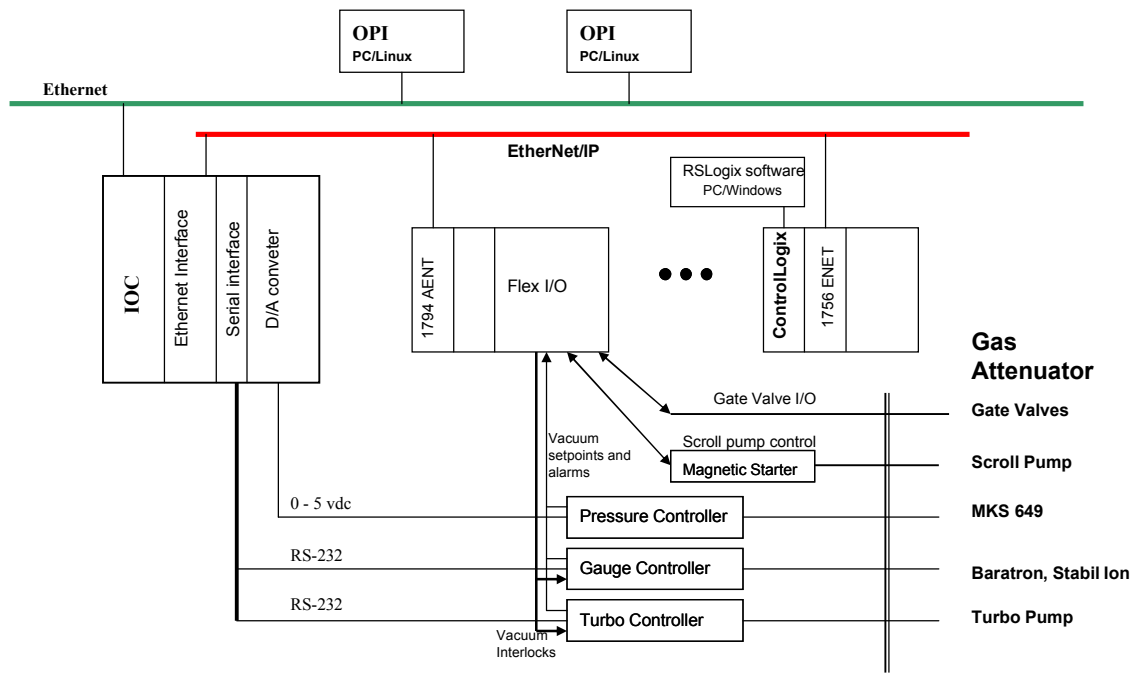 OPI
PC/Linux
OPI
PC/Linux
Ethernet
EtherNet/IP
RSLogix software
PC/Windows
IOC
Ethernet Interface
Serial interface
D/A conveter
1794 AENT
Flex I/O
ControlLogix
1756 ENET
Gas
Attenuator
Gate Valve I/O
Gate Valves
Vacuum
setpoints and
alarms
Scroll pump control
Magnetic Starter
Scroll Pump
0 - 5 vdc
Pressure Controller
MKS 649
RS-232
Gauge Controller
Baratron, Stabil Ion
RS-232
Turbo Controller
Turbo Pump
Vacuum
Interlocks